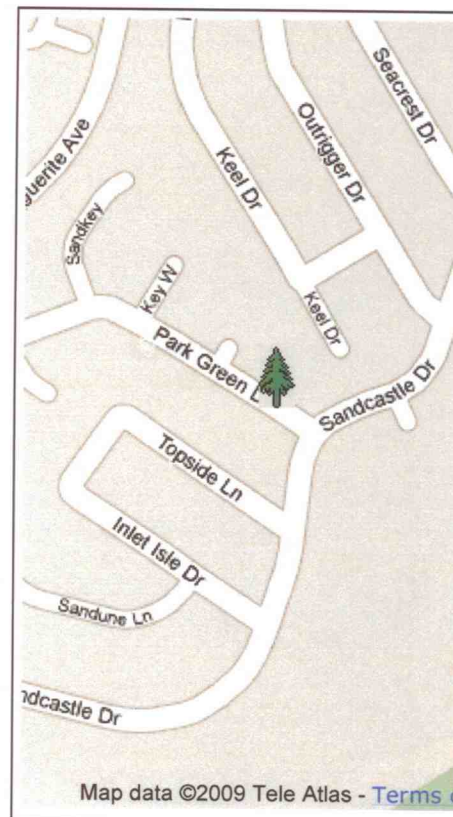 Seacrest Dr
Outrigger Dr
Keel Dr
guerite Ave
Sandkey
Key W
Keel Dr
Park Green L
Sandcastle Dr
Topside Ln
Inlet Isle Dr
Sandune Ln
ndcastle Dr
Map data ©2009 Tele Atlas - Terms